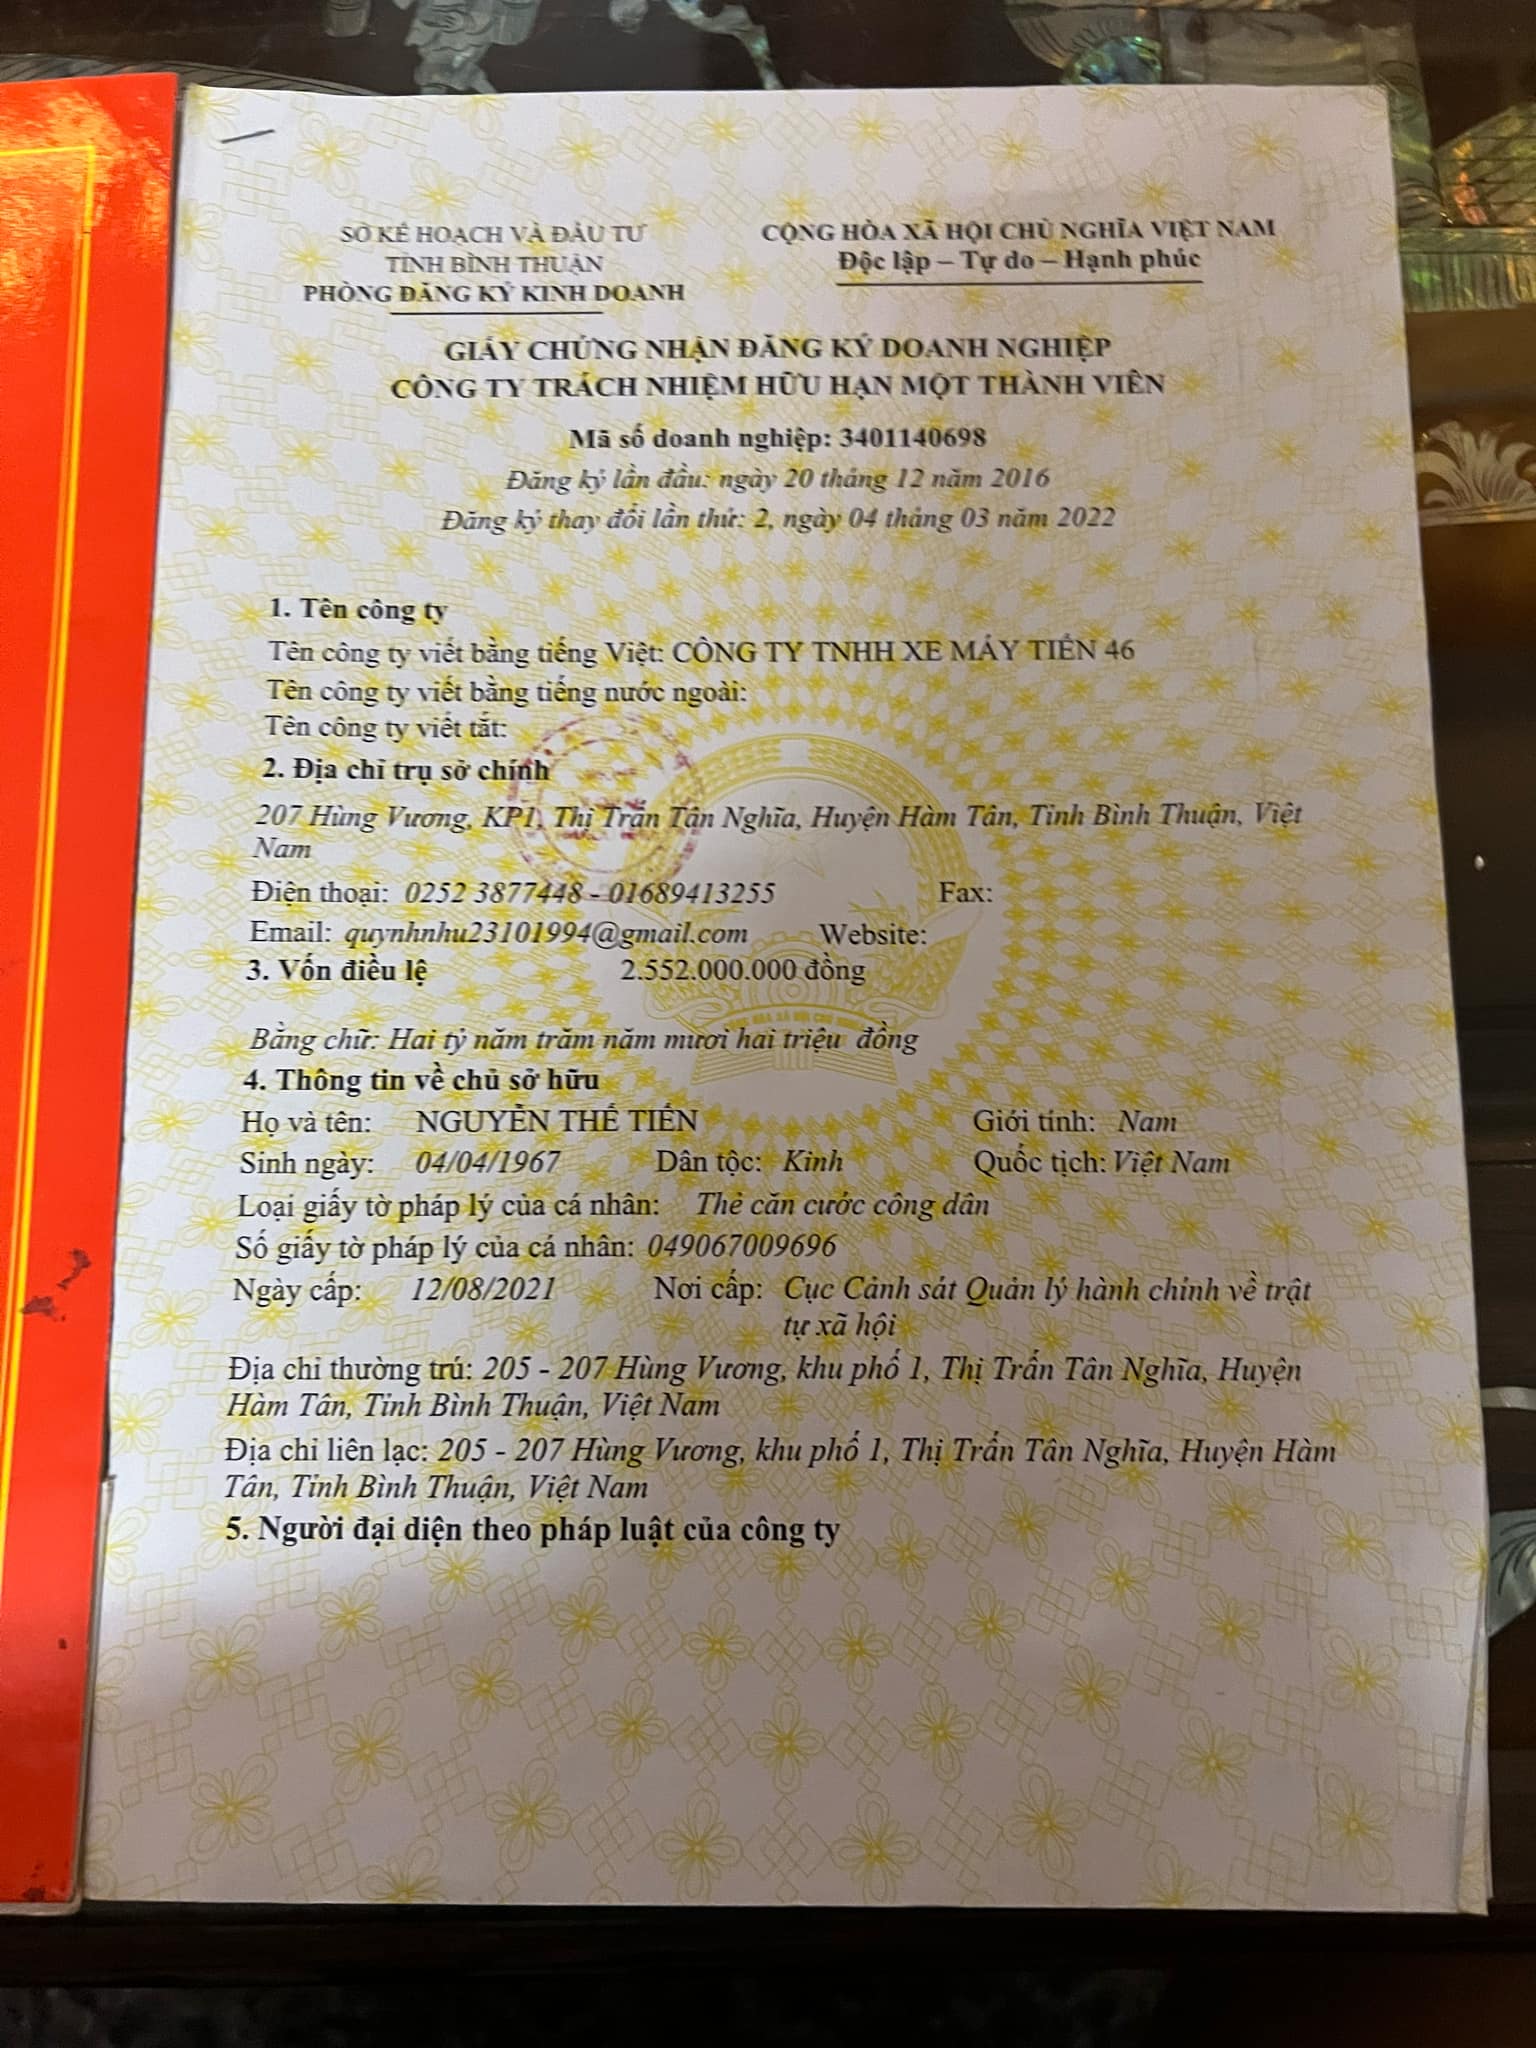 SỞ KẾ HOẠCH VÀ ĐẦU TƯ
TỈNH BÌNH THUẬN
PHÒNG ĐĂNG KÝ KINH DOANH
CỘNG HÒA XÃ HỘI CHỦ NGHĨA VIỆT NAM
Độc lập – Tự do – Hạnh phúc
GIẤY CHỨNG NHẬN ĐĂNG KÝ DOANH NGHIỆP
CÔNG TY TRÁCH NHIỆM HỮU HẠN MỘT THÀNH VIÊN
Mã số doanh nghiệp: 3401140698
Đăng ký lần đầu: ngày 20 tháng 12 năm 2016
Đăng ký thay đổi lần thứ: 2, ngày 04 tháng 03 năm 2022
1. Tên công ty
Tên công ty viết bằng tiếng Việt: CÔNG TY TNHH XE MÁY TIẾN 46
Tên công ty viết bằng tiếng nước ngoài:
Tên công ty viết tắt:
2. Địa chỉ trụ sở chính
207 Hùng Vương, KP1, Thị Trấn Tân Nghĩa, Huyện Hàm Tân, Tỉnh Bình Thuận, Việt
Nam
Điện thoại: 0252 3877448 - 01689413255 Fax:
Email: quynhnhu23101994@gmail.com Website:
3. Vốn điều lệ 2.552.000.000 đồng
Bằng chữ: Hai tỷ năm trăm năm mươi hai triệu đồng
4. Thông tin về chủ sở hữu
Họ và tên: NGUYỄN THẾ TIẾN Giới tính: Nam
Sinh ngày: 04/04/1967 Dân tộc: Kinh Quốc tịch: Việt Nam
Loại giấy tờ pháp lý của cá nhân: Thẻ căn cước công dân
Số giấy tờ pháp lý của cá nhân: 049067009696
Ngày cấp: 12/08/2021 Nơi cấp: Cục Cảnh sát Quản lý hành chính về trật
tự xã hội
Địa chỉ thường trú: 205 - 207 Hùng Vương, khu phố 1, Thị Trấn Tân Nghĩa, Huyện
Hàm Tân, Tỉnh Bình Thuận, Việt Nam
Địa chỉ liên lạc: 205 - 207 Hùng Vương, khu phố 1, Thị Trấn Tân Nghĩa, Huyện Hàm
Tân, Tỉnh Bình Thuận, Việt Nam
5. Người đại diện theo pháp luật của công ty